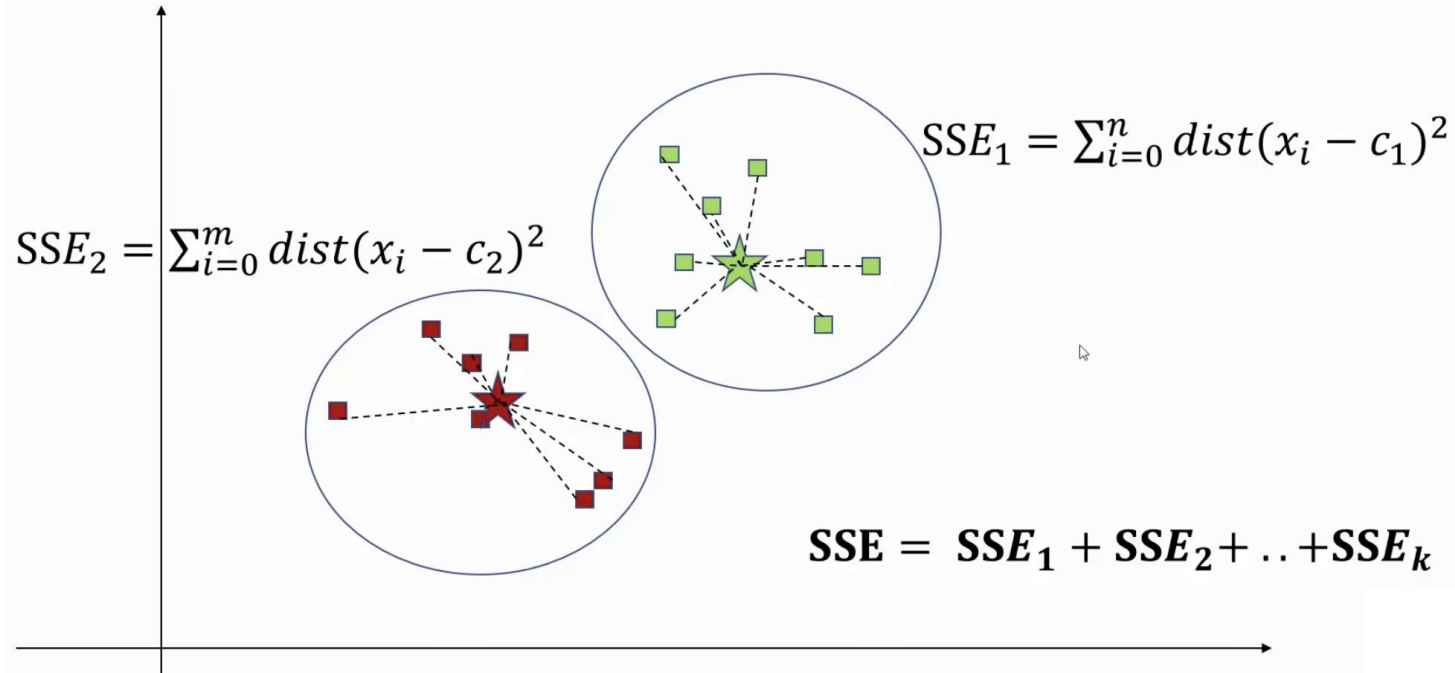 SSE₁ = ∑ⁿᵢ₌₀ dist(xᵢ − c₁)²
SSE₂ = ∑ᵐᵢ₌₀ dist(xᵢ − c₂)²
SSE = SSE₁ + SSE₂+ . . +SSEₖ